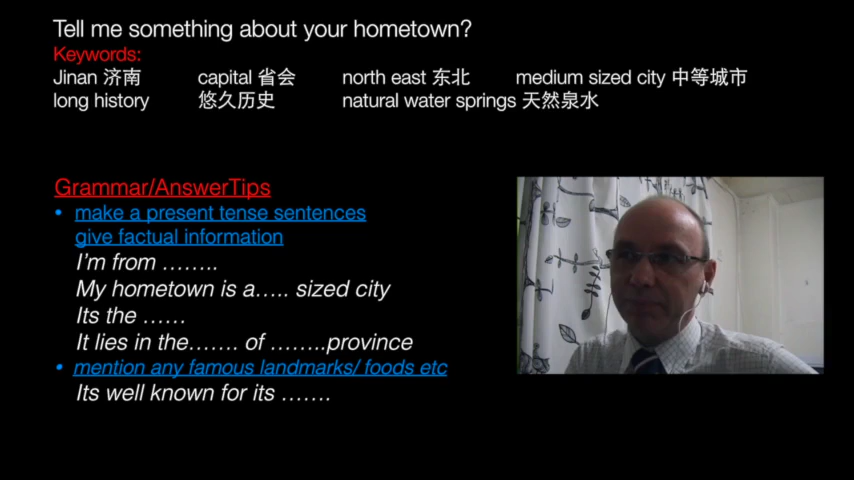 Tell me something about your hometown?
Keywords:
Jinan 济南 capital 省会 north east 东北 medium sized city 中等城市
long history 悠久历史 natural water springs 天然泉水
Grammar/AnswerTips
• make a present tense sentences
give factual information
I'm from ……..
My hometown is a….. sized city
Its the ……
It lies in the……. of ……..province
• mention any famous landmarks/ foods etc
Its well known for its …….